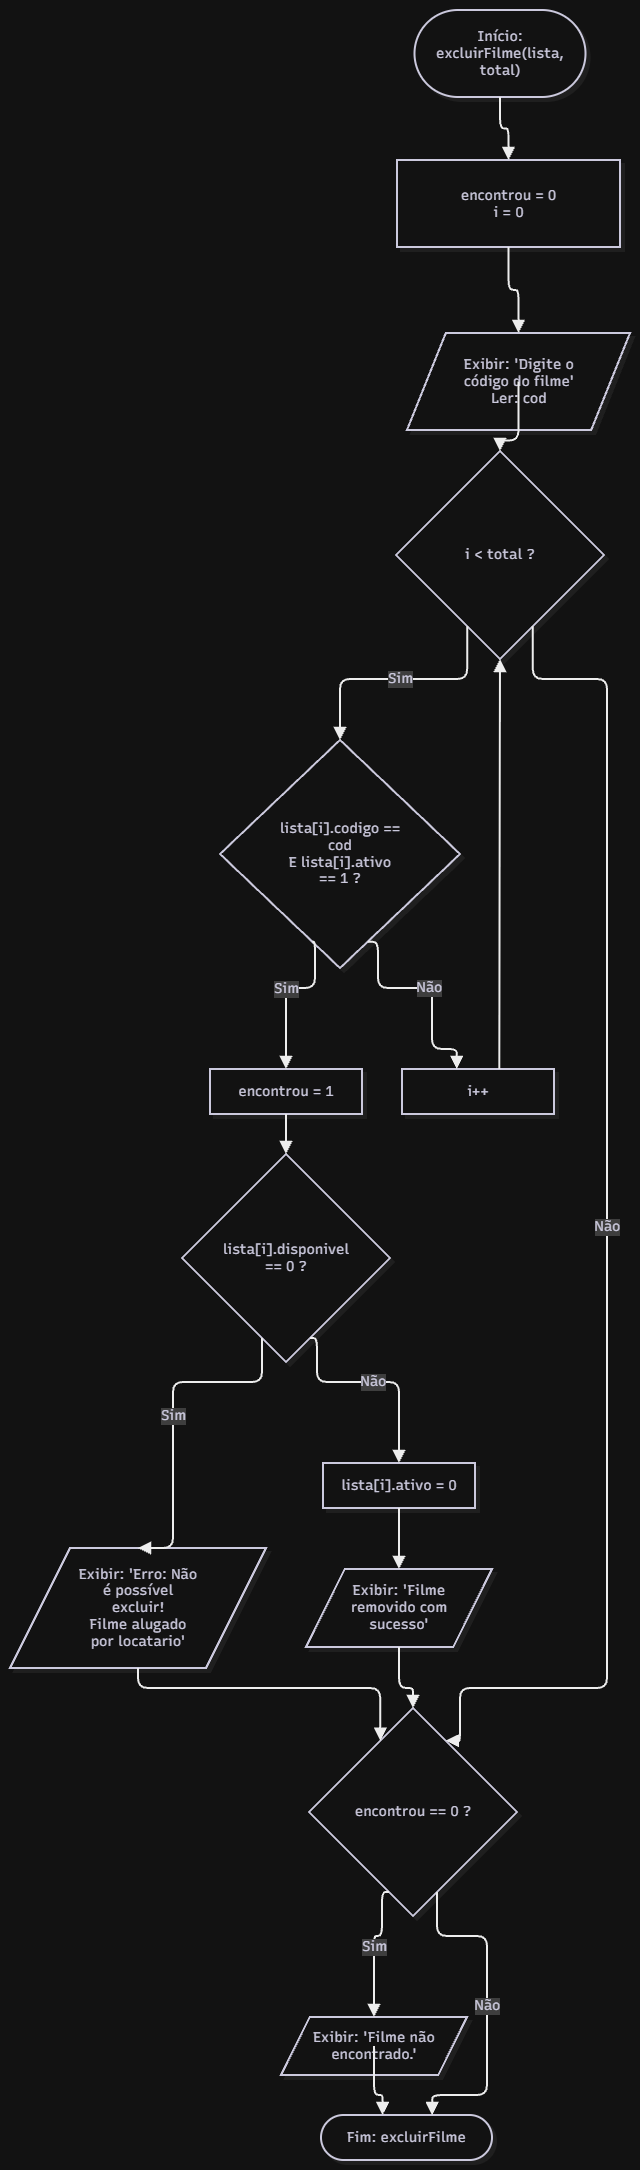 Início:
excluirFilme(lista,
total)
encontrou = 0
i = 0
Exibir: 'Digite o
código do filme'
Ler: cod
i < total ?
Sim
lista[i].codigo ==
cod
E lista[i].ativo
== 1 ?
Sim
Não
encontrou = 1
i++
Não
lista[i].disponivel
== 0 ?
Não
Sim
lista[i].ativo = 0
Exibir: 'Erro: Não
é possível
excluir!
Filme alugado
por locatario'
Exibir: 'Filme
removido com
sucesso'
encontrou == 0 ?
Sim
Não
Exibir: 'Filme não
encontrado.'
Fim: excluirFilme